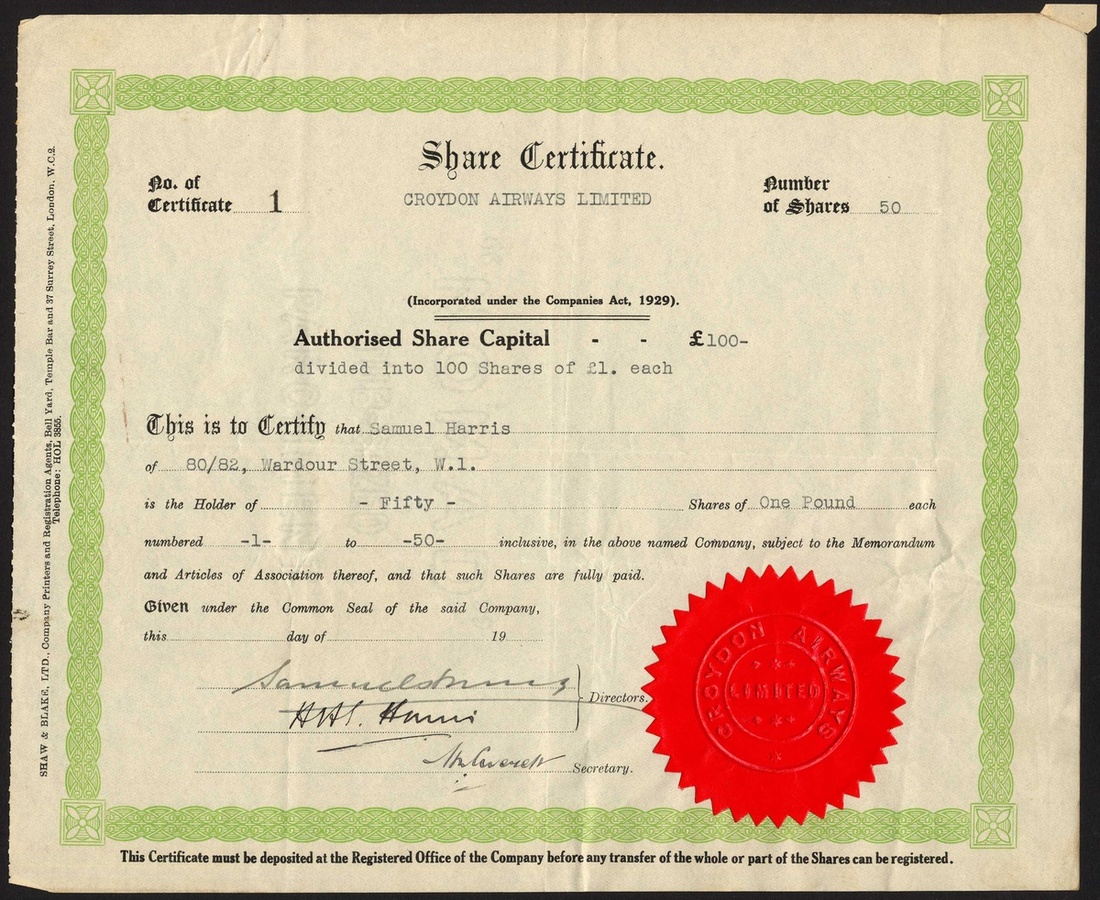 Share Certificate.
No. of
Certificate 1
CROYDON AIRWAYS LIMITED
Number
of Shares 50
(Incorporated under the Companies Act, 1929).
Authorised Share Capital - - £100-
divided into 100 Shares of £1. each
This is to Certify that Samuel Harris
of 80/82, Wardour Street, W.1.
is the Holder of - Fifty - Shares of One Pound each
numbered -1- to -50- inclusive, in the above named Company, subject to the Memorandum
and Articles of Association thereof, and that such Shares are fully paid.
Given under the Common Seal of the said Company,
this day of 19
Directors.
Secretary.
CROYDON AIRWAYS
LIMITED
This Certificate must be deposited at the Registered Office of the Company before any transfer of the whole or part of the Shares can be registered.
SHAW & BLAKE, LTD., Company Printers and Registration Agents, Bell Yard, Temple Bar and 37 Surrey Street, London, W.C.2.
Telephone: HOL 3855.